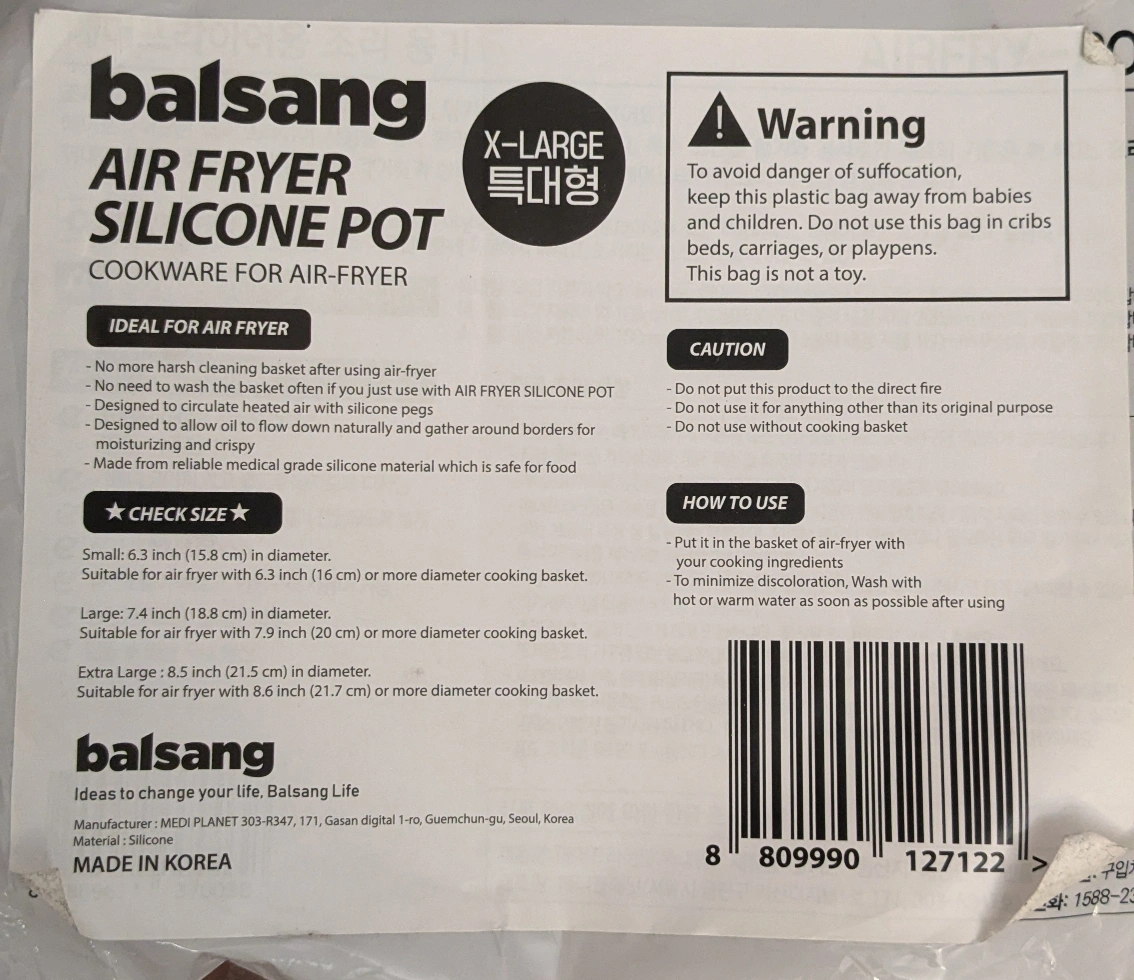 balsang
AIR FRYER
SILICONE POT
COOKWARE FOR AIR-FRYER
X-LARGE
특대형
IDEAL FOR AIR FRYER
- No more harsh cleaning basket after using air-fryer
- No need to wash the basket often if you just use with AIR FRYER SILICONE POT
- Designed to circulate heated air with silicone pegs
- Designed to allow oil to flow down naturally and gather around borders for
moisturizing and crispy
- Made from reliable medical grade silicone material which is safe for food
★ CHECK SIZE ★
Small: 6.3 inch (15.8 cm) in diameter.
Suitable for air fryer with 6.3 inch (16 cm) or more diameter cooking basket.
Large: 7.4 inch (18.8 cm) in diameter.
Suitable for air fryer with 7.9 inch (20 cm) or more diameter cooking basket.
Extra Large : 8.5 inch (21.5 cm) in diameter.
Suitable for air fryer with 8.6 inch (21.7 cm) or more diameter cooking basket.
balsang
Ideas to change your life, Balsang Life
Manufacturer : MEDI PLANET 303-R347, 171, Gasan digital 1-ro, Guemchun-gu, Seoul, Korea
Material : Silicone
MADE IN KOREA
! Warning
To avoid danger of suffocation,
keep this plastic bag away from babies
and children. Do not use this bag in cribs
beds, carriages, or playpens.
This bag is not a toy.
CAUTION
- Do not put this product to the direct fire
- Do not use it for anything other than its original purpose
- Do not use without cooking basket
HOW TO USE
- Put it in the basket of air-fryer with
your cooking ingredients
- To minimize discoloration, Wash with
hot or warm water as soon as possible after using
8 809990 127122 >
구입
화: 1588-23